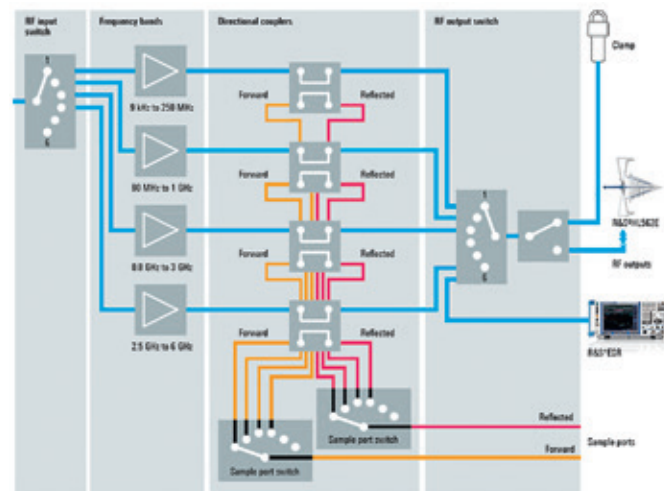 RF input
switch
Frequency bands
Directional couplers
RF output switch
1
6
9 kHz to 250 MHz
80 MHz to 1 GHz
0.8 GHz to 3 GHz
2.5 GHz to 6 GHz
Forward
Reflected
Forward
Reflected
Forward
Reflected
Forward
Reflected
1
6
Clamp
RF outputs
Reflected
Forward
Sample ports
Sample port switch
Sample port switch